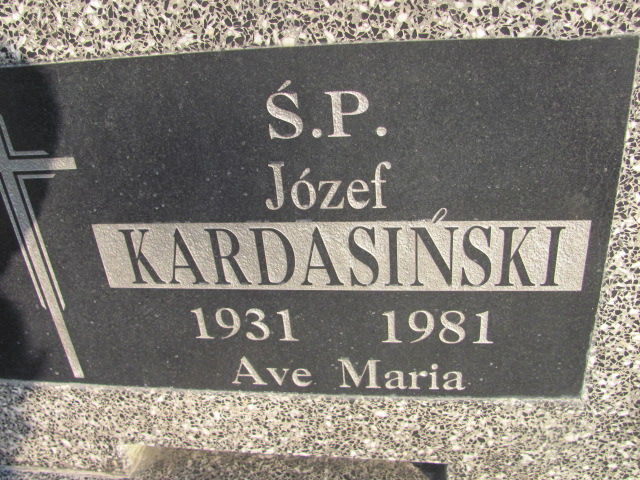 Ś.P.
Józef
KARDASIŃSKI
1931 1981
Ave Maria